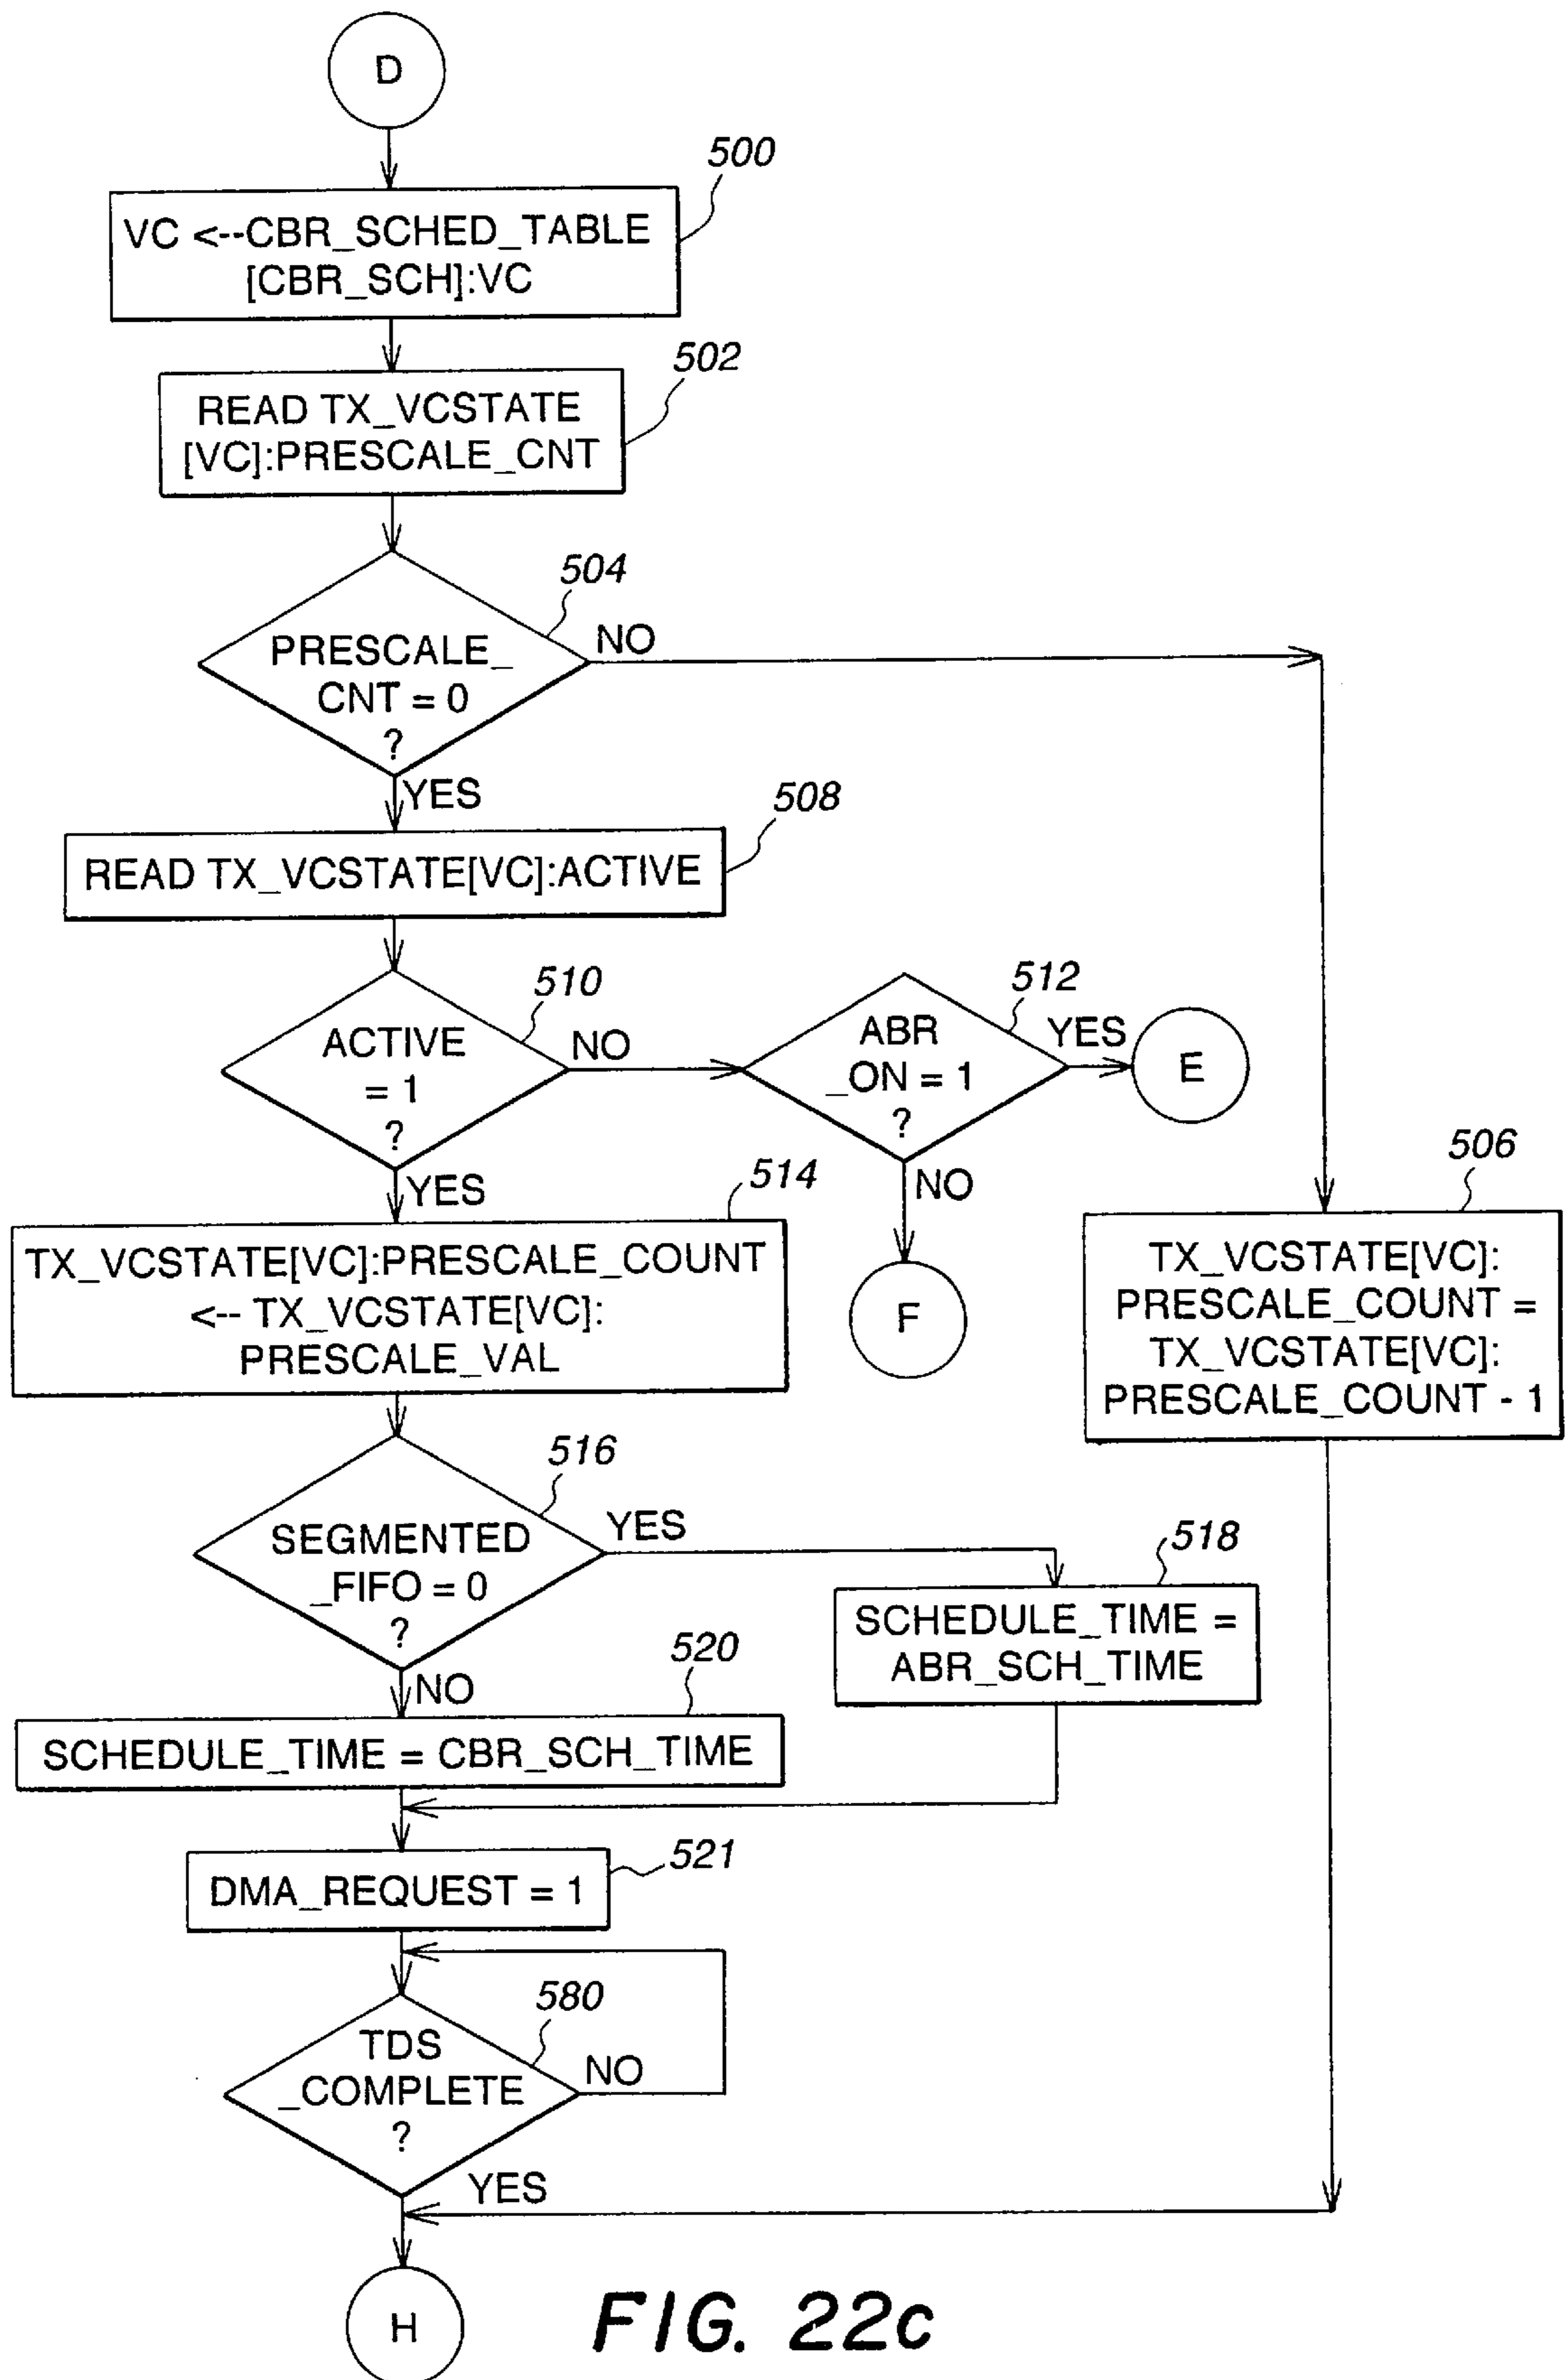 D
500
VC <--CBR_SCHED_TABLE
[CBR_SCH]:VC
502
READ TX_VCSTATE
[VC]:PRESCALE_CNT
504
PRESCALE_
CNT = 0
?
NO
YES
508
READ TX_VCSTATE[VC]:ACTIVE
510
ACTIVE
= 1
?
NO
512
ABR
_ON = 1
?
YES
E
NO
F
YES
506
TX_VCSTATE[VC]:
PRESCALE_COUNT =
TX_VCSTATE[VC]:
PRESCALE_COUNT - 1
514
TX_VCSTATE[VC]:PRESCALE_COUNT
<-- TX_VCSTATE[VC]:
PRESCALE_VAL
516
SEGMENTED
_FIFO = 0
?
YES
518
SCHEDULE_TIME =
ABR_SCH_TIME
NO
520
SCHEDULE_TIME = CBR_SCH_TIME
521
DMA_REQUEST = 1
580
TDS
_COMPLETE
?
NO
YES
H
FIG. 22c